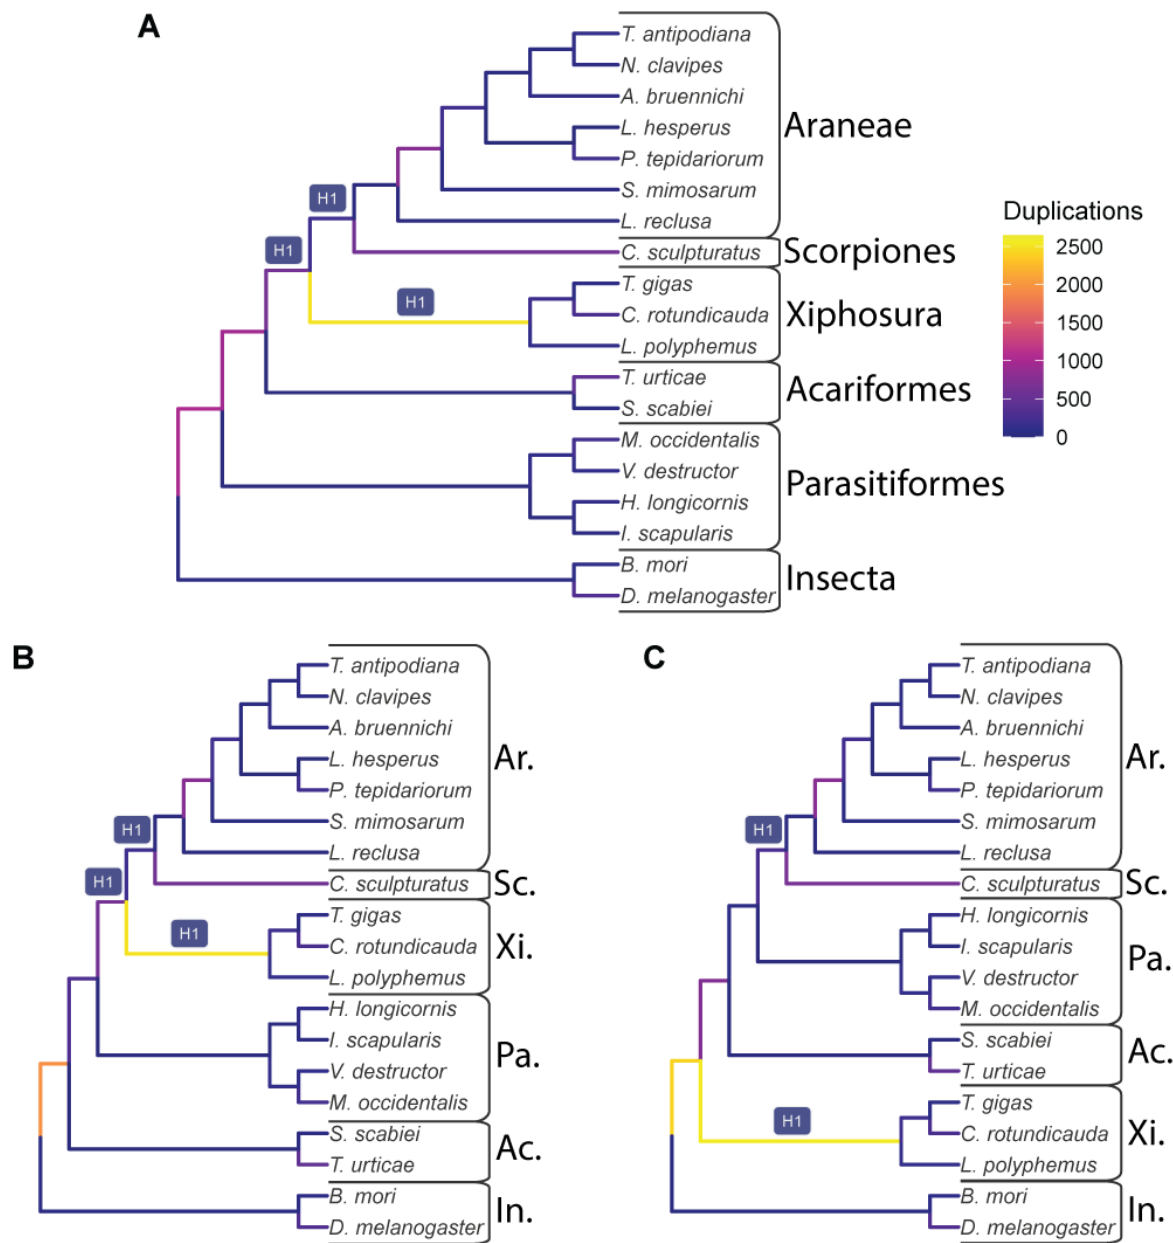 A
T. antipodiana
N. clavipes
A. bruennichi
L. hesperus
P. tepidariorum
S. mimosarum
L. reclusa
Araneae
H1
H1
C. sculpturatus
Scorpiones
H1
T. gigas
C. rotundicauda
L. polyphemus
Xiphosura
T. urticae
S. scabiei
Acariformes
M. occidentalis
V. destructor
H. longicornis
I. scapularis
Parasitiformes
B. mori
D. melanogaster
Insecta
Duplications
2500
2000
1500
1000
500
0
B
T. antipodiana
N. clavipes
A. bruennichi
L. hesperus
P. tepidariorum
S. mimosarum
L. reclusa
Ar.
H1
H1
C. sculpturatus
Sc.
H1
T. gigas
C. rotundicauda
L. polyphemus
Xi.
H. longicornis
I. scapularis
V. destructor
M. occidentalis
Pa.
S. scabiei
T. urticae
Ac.
B. mori
D. melanogaster
In.
C
T. antipodiana
N. clavipes
A. bruennichi
L. hesperus
P. tepidariorum
S. mimosarum
L. reclusa
Ar.
H1
C. sculpturatus
Sc.
H. longicornis
I. scapularis
V. destructor
M. occidentalis
Pa.
S. scabiei
T. urticae
Ac.
H1
T. gigas
C. rotundicauda
L. polyphemus
Xi.
B. mori
D. melanogaster
In.